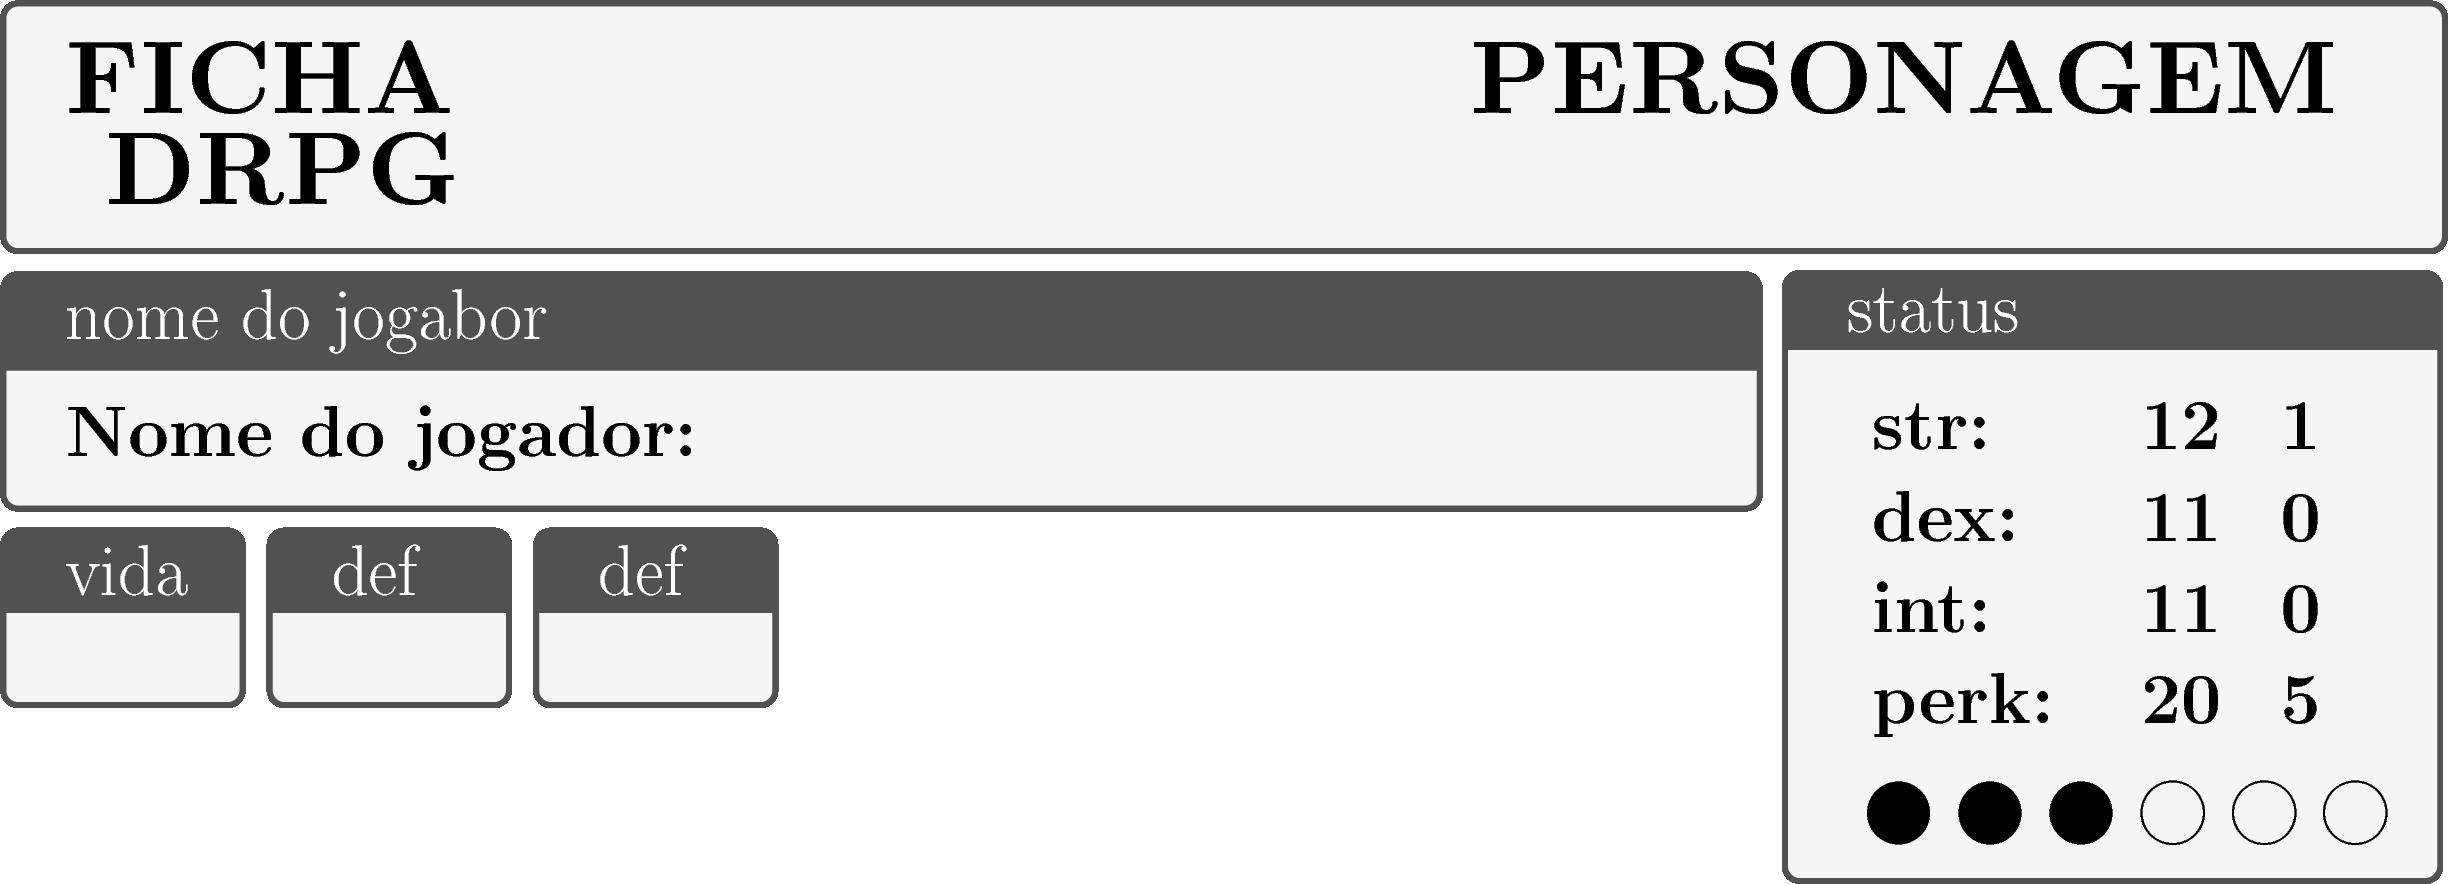 FICHA
DRPG
PERSONAGEM
nome do jogabor
Nome do jogador:
vida
def
def
status
str: 12 1
dex: 11 0
int: 11 0
perk: 20 5